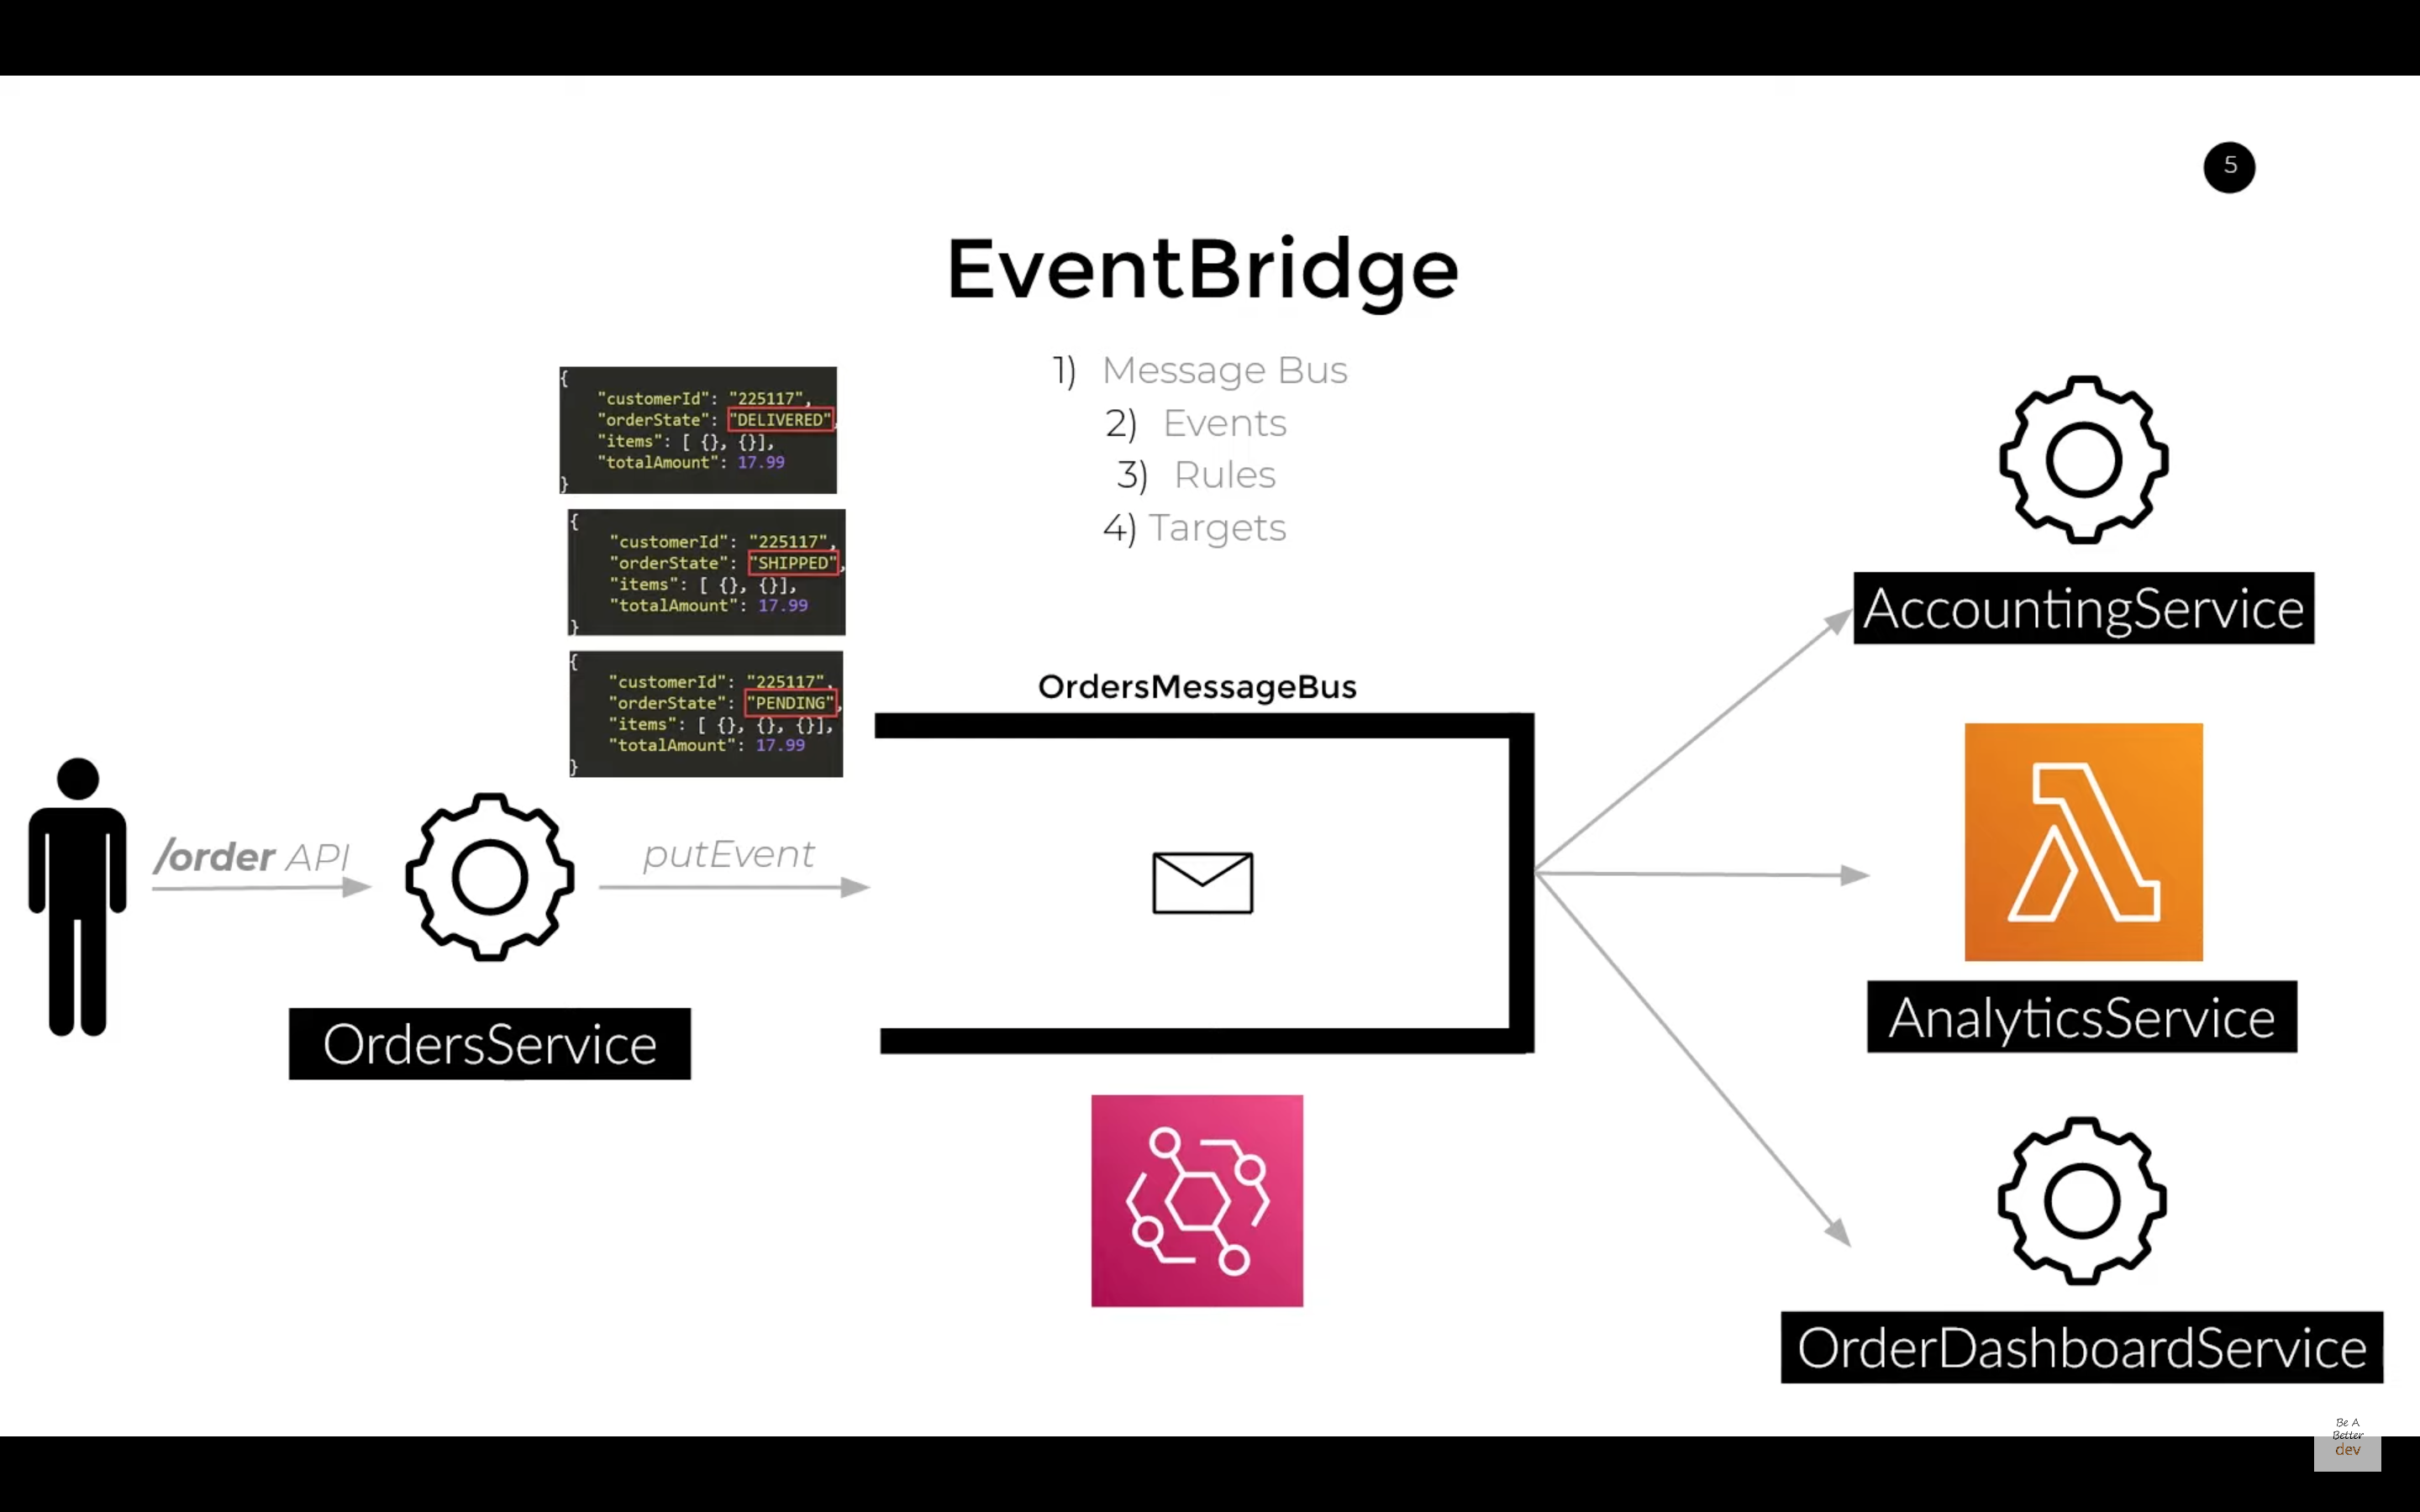 5
EventBridge
1) Message Bus
2) Events
3) Rules
4) Targets
{
"customerId": "225117",
"orderState": "DELIVERED",
"items": [ {}, {}],
"totalAmount": 17.99
}
{
"customerId": "225117",
"orderState": "SHIPPED",
"items": [ {}, {}],
"totalAmount": 17.99
}
{
"customerId": "225117",
"orderState": "PENDING",
"items": [ {}, {}, {}],
"totalAmount": 17.99
}
/order API
OrdersService
putEvent
OrdersMessageBus
AccountingService
AnalyticsService
OrderDashboardService
Be A
Better
dev